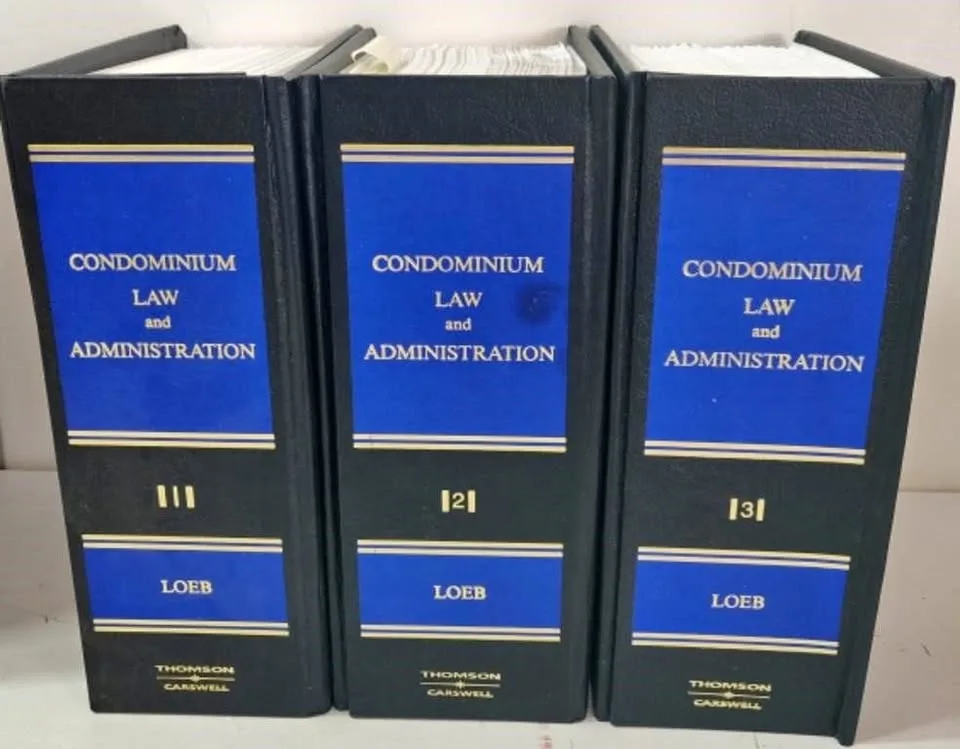 CONDOMINIUM
LAW
and
ADMINISTRATION
|1|
LOEB
THOMSON
CARSWELL
CONDOMINIUM
LAW
and
ADMINISTRATION
|2|
LOEB
THOMSON
CARSWELL
CONDOMINIUM
LAW
and
ADMINISTRATION
|3|
LOEB
THOMSON
CARSWELL